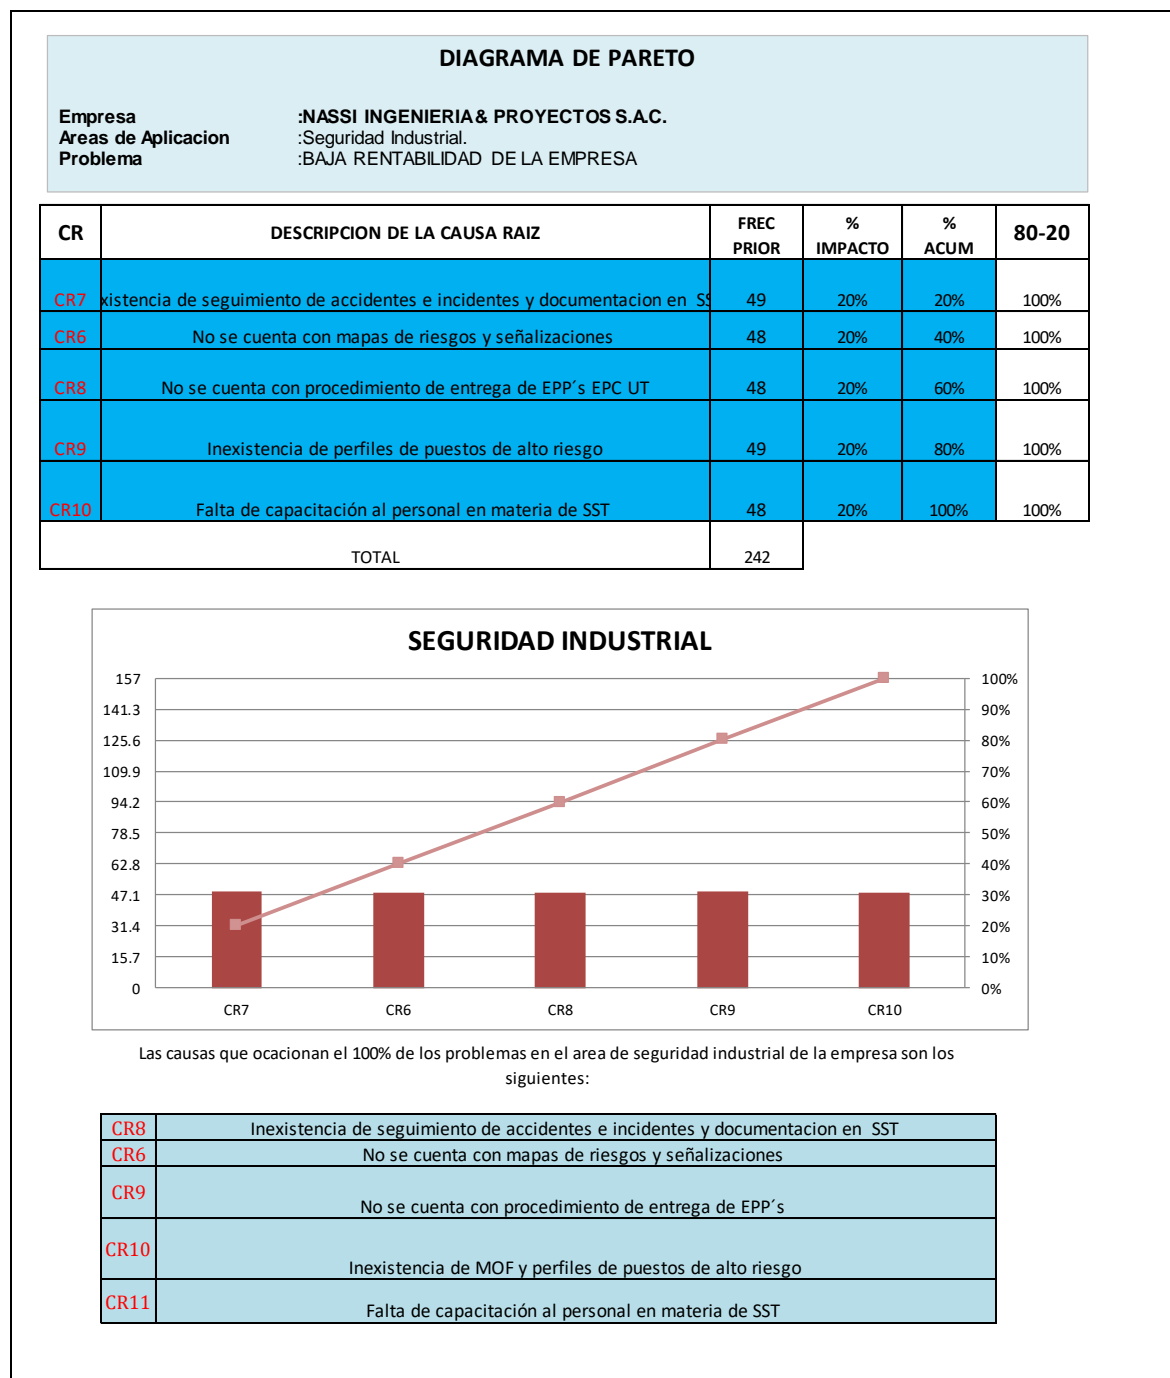 DIAGRAMA DE PARETO
Empresa :NASSI INGENIERIA& PROYECTOS S.A.C.
Areas de Aplicacion :Seguridad Industrial.
Problema :BAJA RENTABILIDAD DE LA EMPRESA
CR DESCRIPCION DE LA CAUSA RAIZ FREC PRIOR % IMPACTO % ACUM 80-20
CR7 xistencia de seguimiento de accidentes e incidentes y documentacion en SS 49 20% 20% 100%
CR6 No se cuenta con mapas de riesgos y señalizaciones 48 20% 40% 100%
CR8 No se cuenta con procedimiento de entrega de EPP´s EPC UT 48 20% 60% 100%
CR9 Inexistencia de perfiles de puestos de alto riesgo 49 20% 80% 100%
CR10 Falta de capacitación al personal en materia de SST 48 20% 100% 100%
TOTAL 242
SEGURIDAD INDUSTRIAL
157 100%
141.3 90%
125.6 80%
109.9 70%
94.2 60%
78.5 50%
62.8 40%
47.1 30%
31.4 20%
15.7 10%
0 0%
CR7 CR6 CR8 CR9 CR10
Las causas que ocacionan el 100% de los problemas en el area de seguridad industrial de la empresa son los
siguientes:
CR8 Inexistencia de seguimiento de accidentes e incidentes y documentacion en SST
CR6 No se cuenta con mapas de riesgos y señalizaciones
CR9 No se cuenta con procedimiento de entrega de EPP´s
CR10 Inexistencia de MOF y perfiles de puestos de alto riesgo
CR11 Falta de capacitación al personal en materia de SST